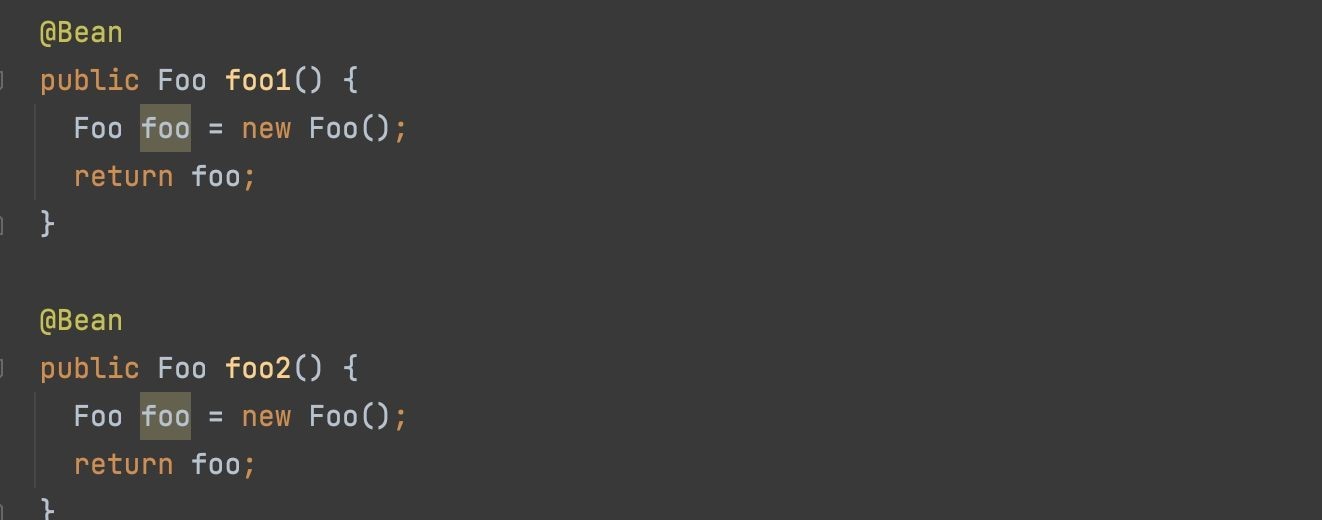 @Bean
public Foo foo1() {
Foo foo = new Foo();
return foo;
}
@Bean
public Foo foo2() {
Foo foo = new Foo();
return foo;
}